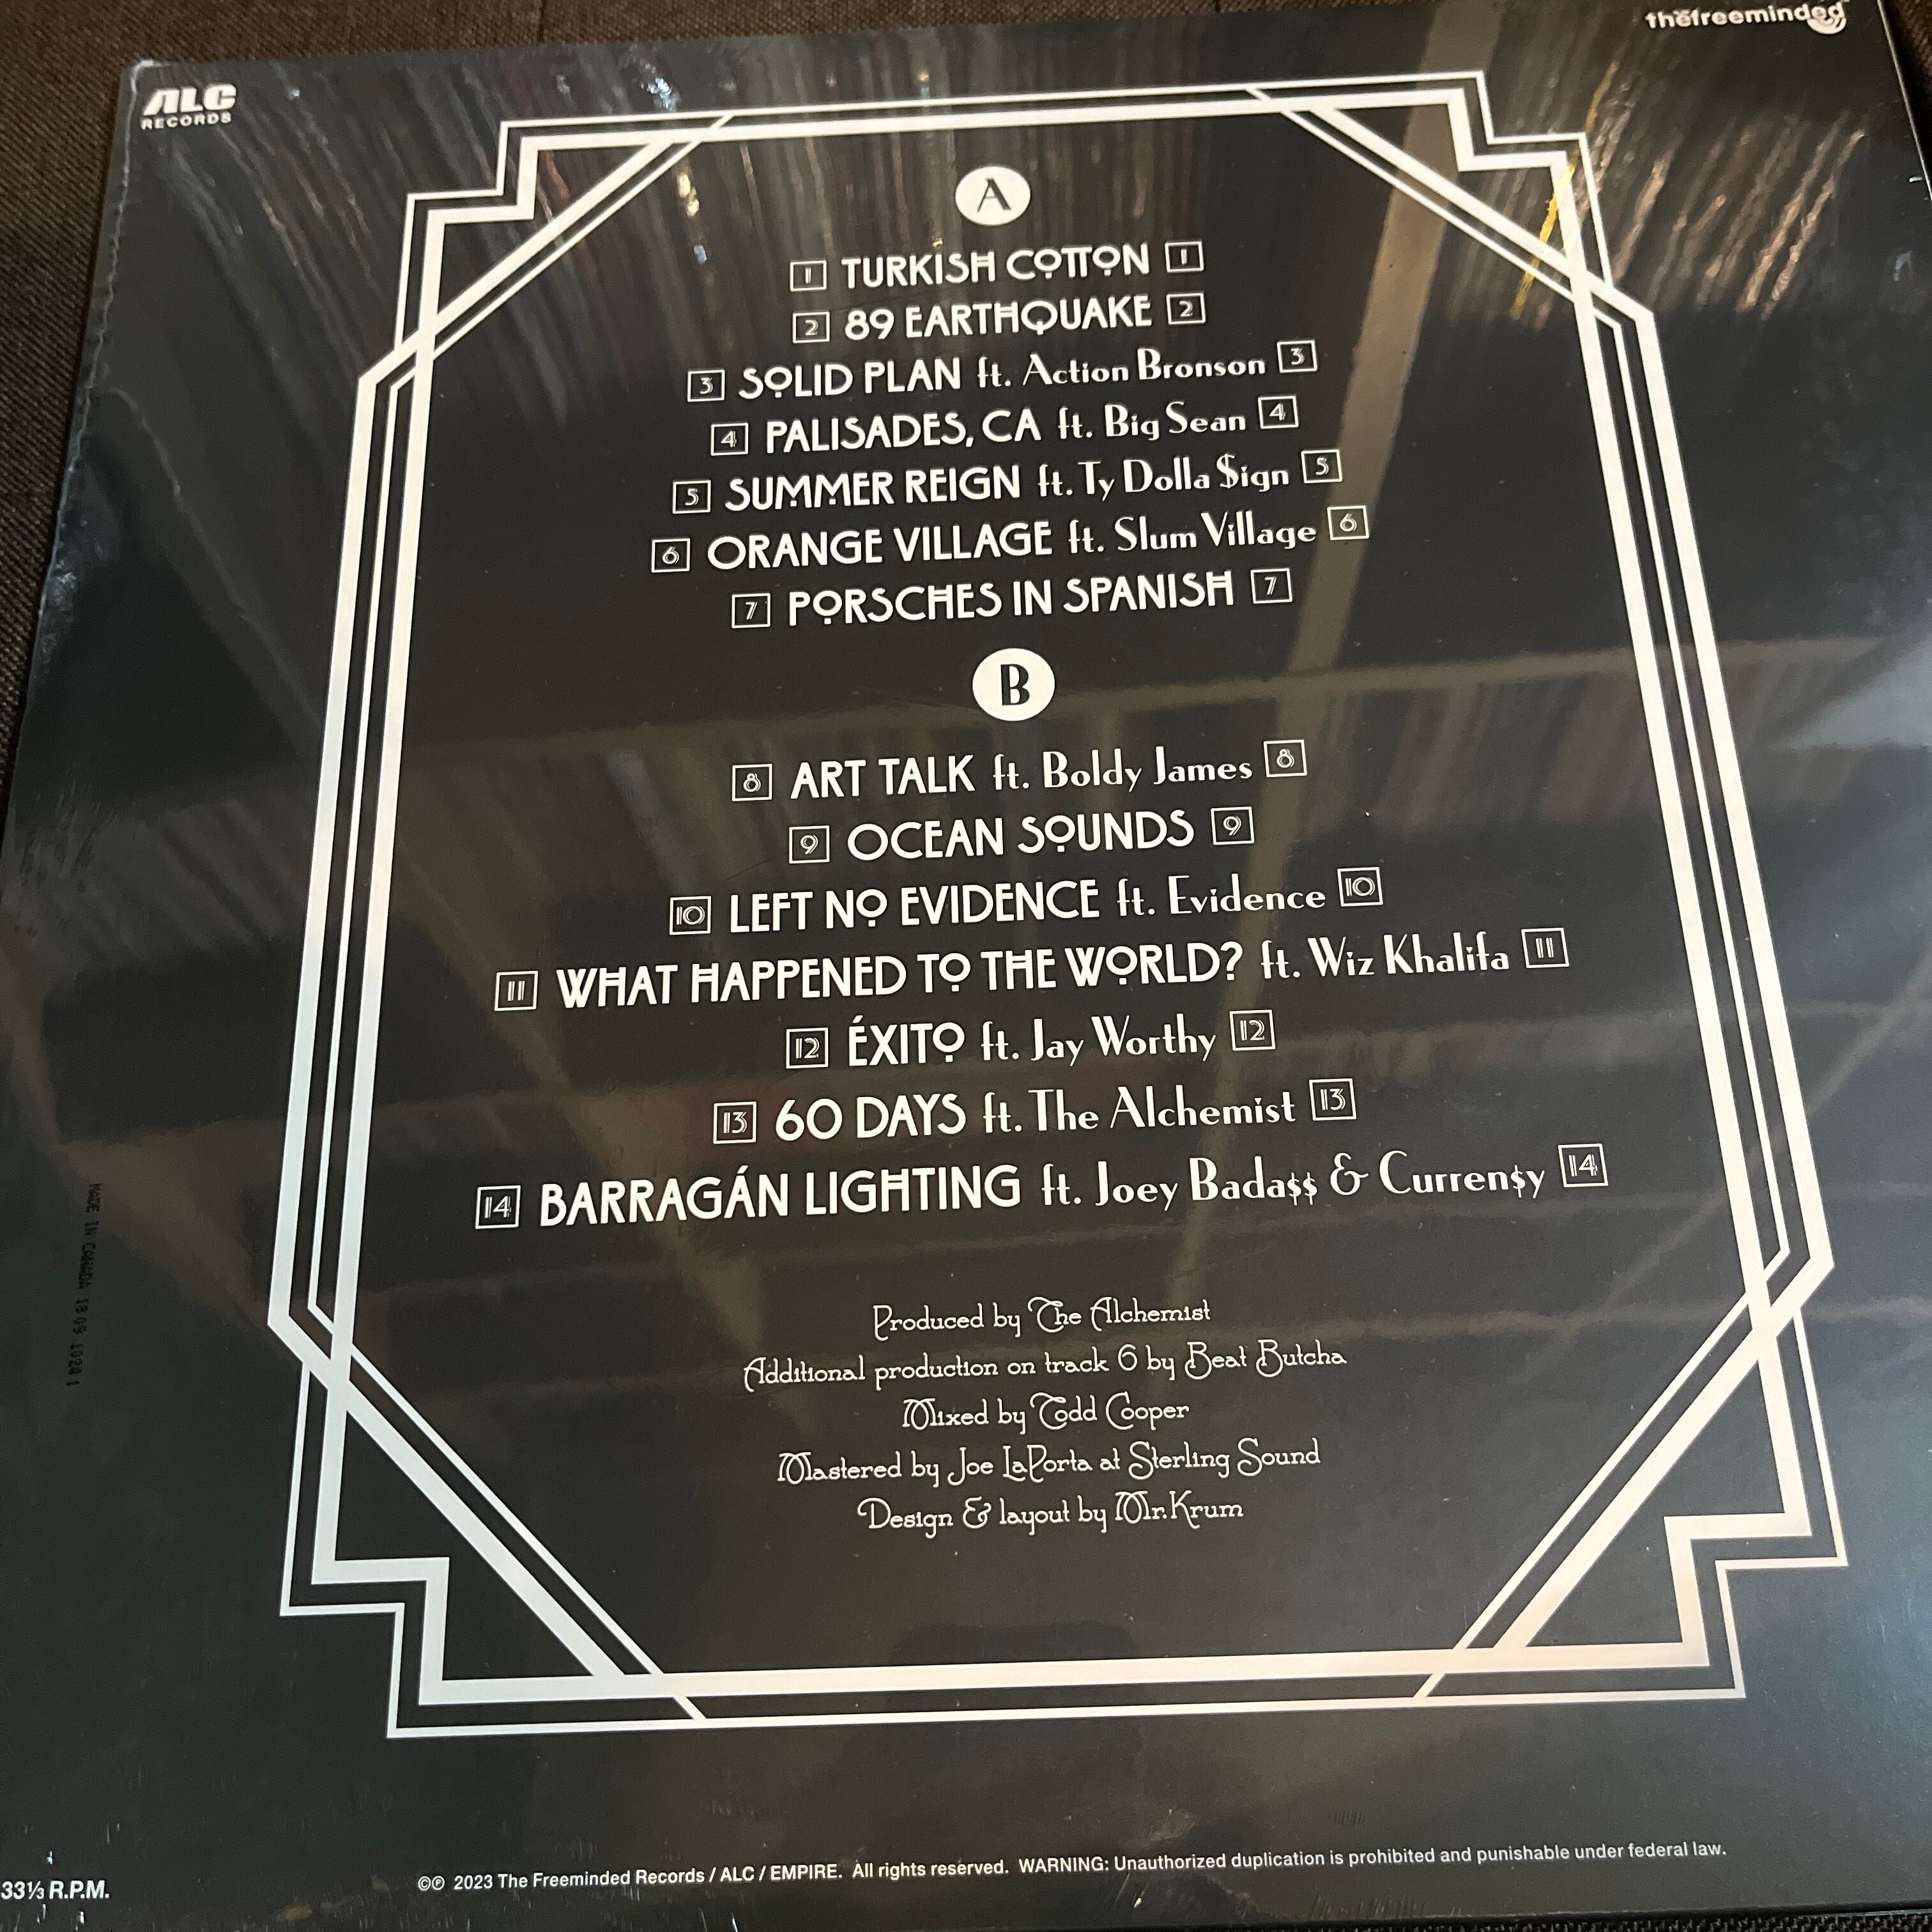 ALC
RECORDS
thefreeminded
A
1 TURKISH COTTON 1
2 89 EARTHQUAKE 2
3 SOLID PLAN ft. Action Bronson 3
4 PALISADES, CA ft. Big Sean 4
5 SUMMER REIGN ft. Ty Dolla $ign 5
6 ORANGE VILLAGE ft. Slum Village 6
7 PORSCHES IN SPANISH 7
B
8 ART TALK ft. Boldy James 8
9 OCEAN SOUNDS 9
10 LEFT NO EVIDENCE ft. Evidence 10
11 WHAT HAPPENED TO THE WORLD? ft. Wiz Khalifa 11
12 ÉXITO ft. Jay Worthy 12
13 60 DAYS ft. The Alchemist 13
14 BARRAGÁN LIGHTING ft. Joey Bada$$ & Curren$y 14
Produced by The Alchemist
Additional production on track 6 by Beat Butcha
Mixed by Todd Cooper
Mastered by Joe LaPorta at Sterling Sound
Design & layout by Mr. Krum
MADE IN CANADA
33⅓ R.P.M.
©℗ 2023 The Freeminded Records / ALC / EMPIRE. All rights reserved. WARNING: Unauthorized duplication is prohibited and punishable under federal law.